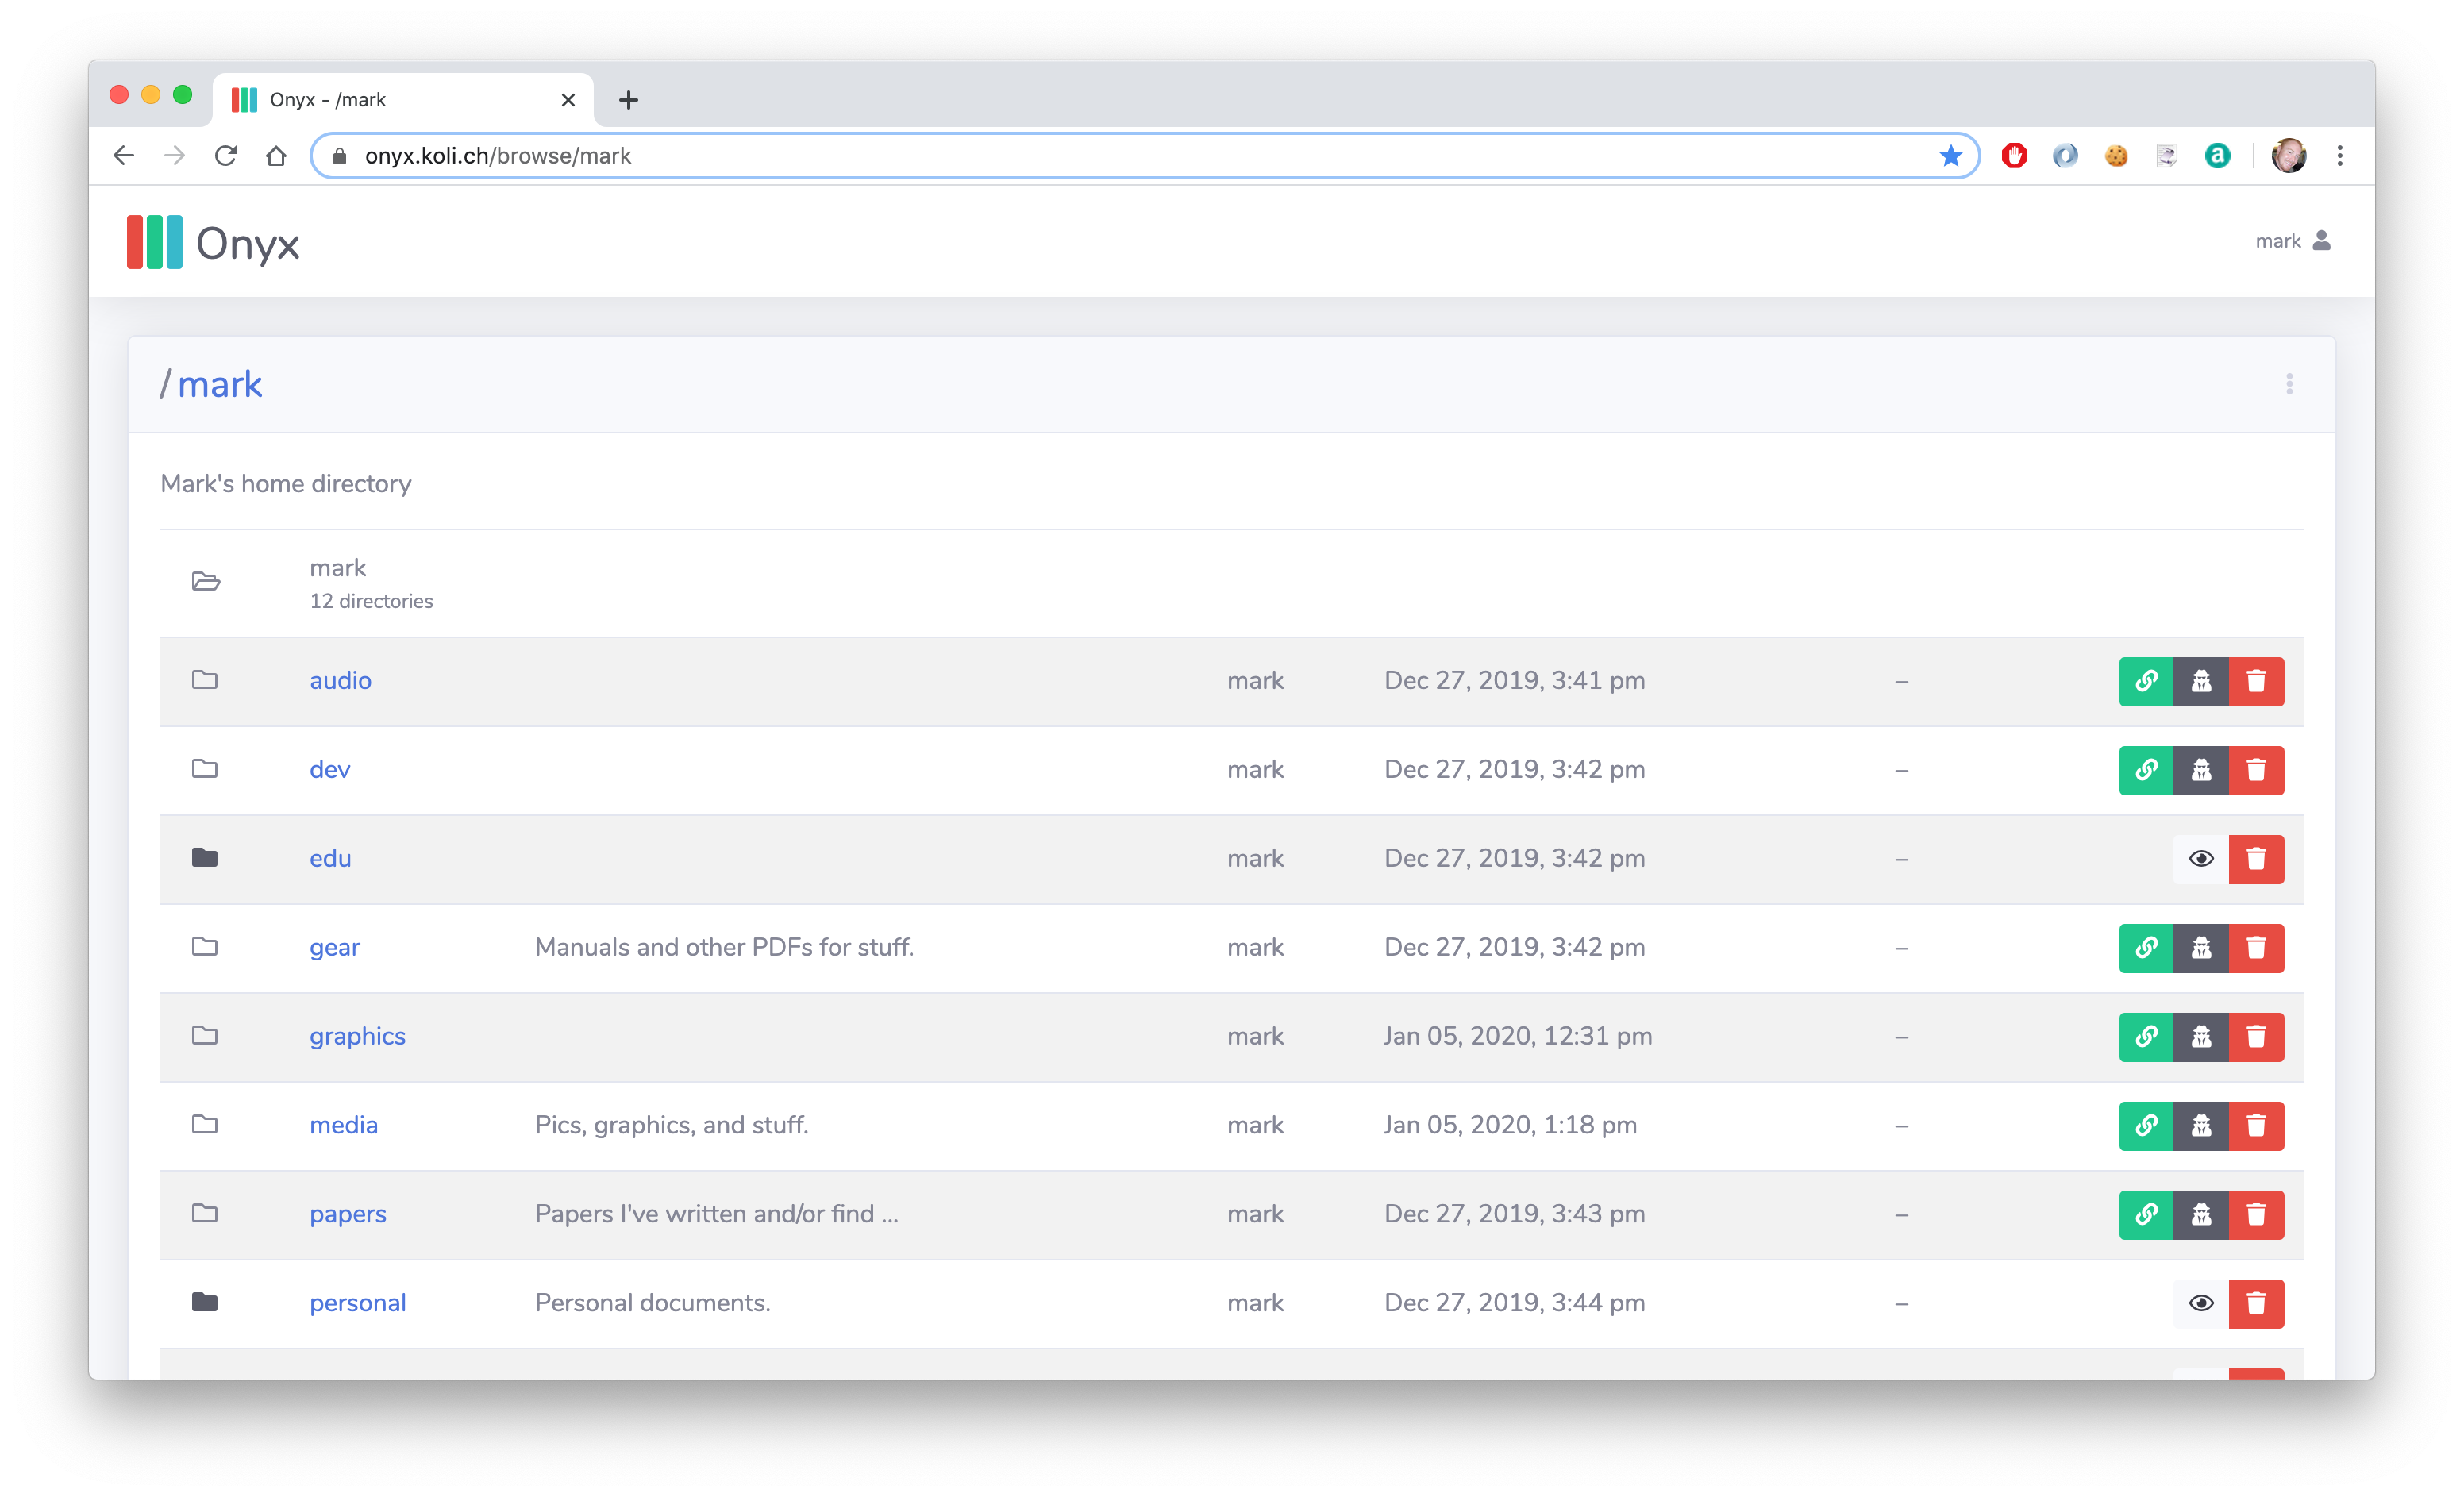 Onyx - /mark
onyx.koli.ch/browse/mark
a
Onyx
mark
/mark
Mark's home directory
mark
12 directories
audio mark Dec 27, 2019, 3:41 pm –
dev mark Dec 27, 2019, 3:42 pm –
edu mark Dec 27, 2019, 3:42 pm –
gear Manuals and other PDFs for stuff. mark Dec 27, 2019, 3:42 pm –
graphics mark Jan 05, 2020, 12:31 pm –
media Pics, graphics, and stuff. mark Jan 05, 2020, 1:18 pm –
papers Papers I've written and/or find ... mark Dec 27, 2019, 3:43 pm –
personal Personal documents. mark Dec 27, 2019, 3:44 pm –